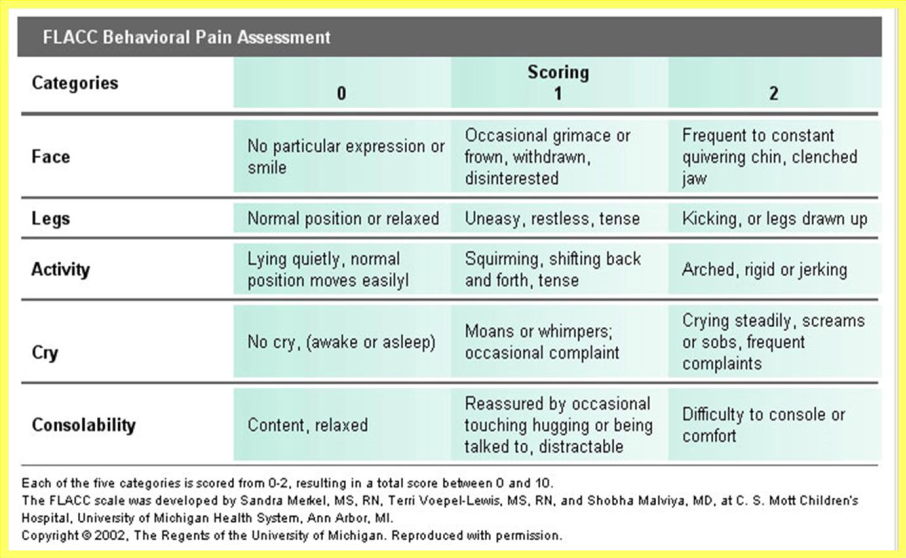 FLACC Behavioral Pain Assessment
Categories
Scoring
0 1 2
Face
No particular expression or
smile
Occasional grimace or
frown, withdrawn,
disinterested
Frequent to constant
quivering chin, clenched
jaw
Legs
Normal position or relaxed
Uneasy, restless, tense
Kicking, or legs drawn up
Activity
Lying quietly, normal
position moves easilyl
Squirming, shifting back
and forth, tense
Arched, rigid or jerking
Cry
No cry, (awake or asleep)
Moans or whimpers;
occasional complaint
Crying steadily, screams
or sobs, frequent
complaints
Consolability
Content, relaxed
Reassured by occasional
touching hugging or being
talked to, distractable
Difficulty to console or
comfort
Each of the five categories is scored from 0-2, resulting in a total score between 0 and 10.
The FLACC scale was developed by Sandra Merkel, MS, RN, Terri Voepel-Lewis, MS, RN, and Shobha Malviya, MD, at C. S. Mott Children's
Hospital, University of Michigan Health System, Ann Arbor, MI.
Copyright © 2002, The Regents of the University of Michigan. Reproduced with permission.